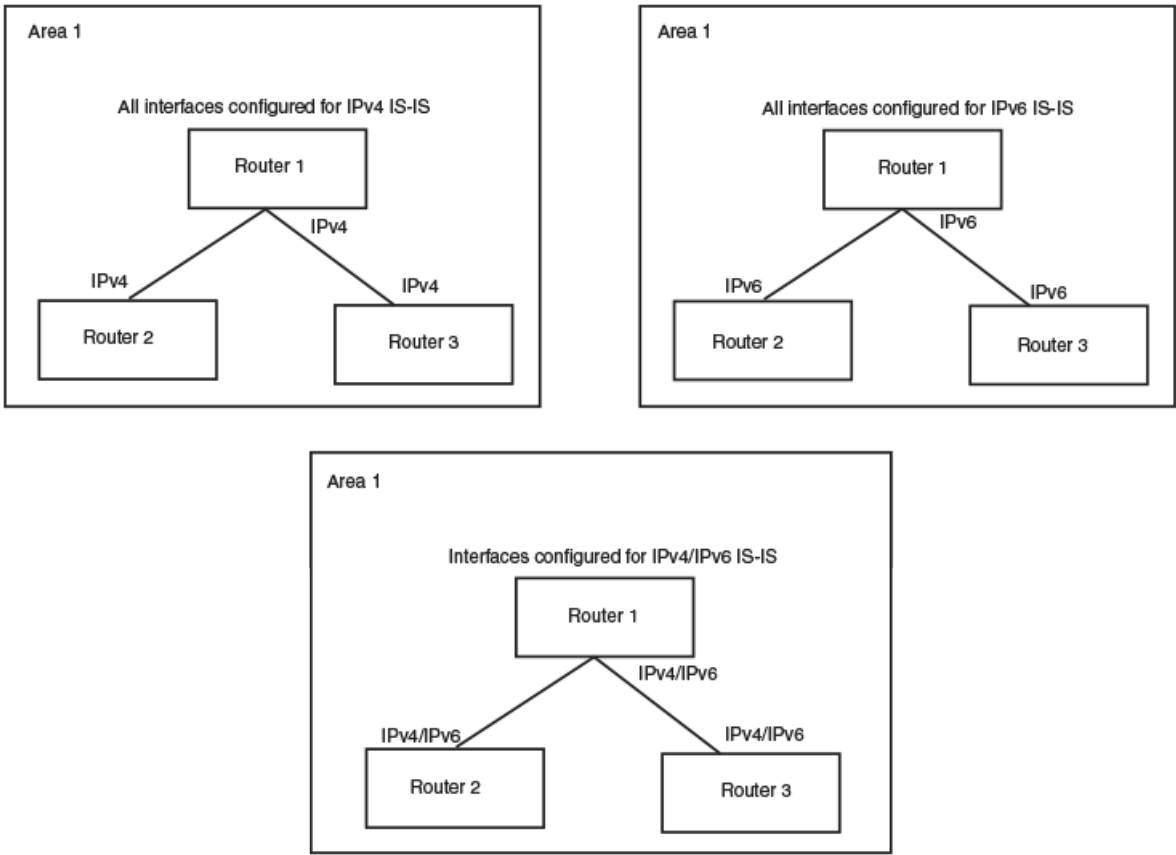 Area 1
All interfaces configured for IPv4 IS-IS
Router 1
IPv4
IPv4
IPv4
Router 2
Router 3
Area 1
All interfaces configured for IPv6 IS-IS
Router 1
IPv6
IPv6
IPv6
Router 2
Router 3
Area 1
Interfaces configured for IPv4/IPv6 IS-IS
Router 1
IPv4/IPv6
IPv4/IPv6
IPv4/IPv6
Router 2
Router 3